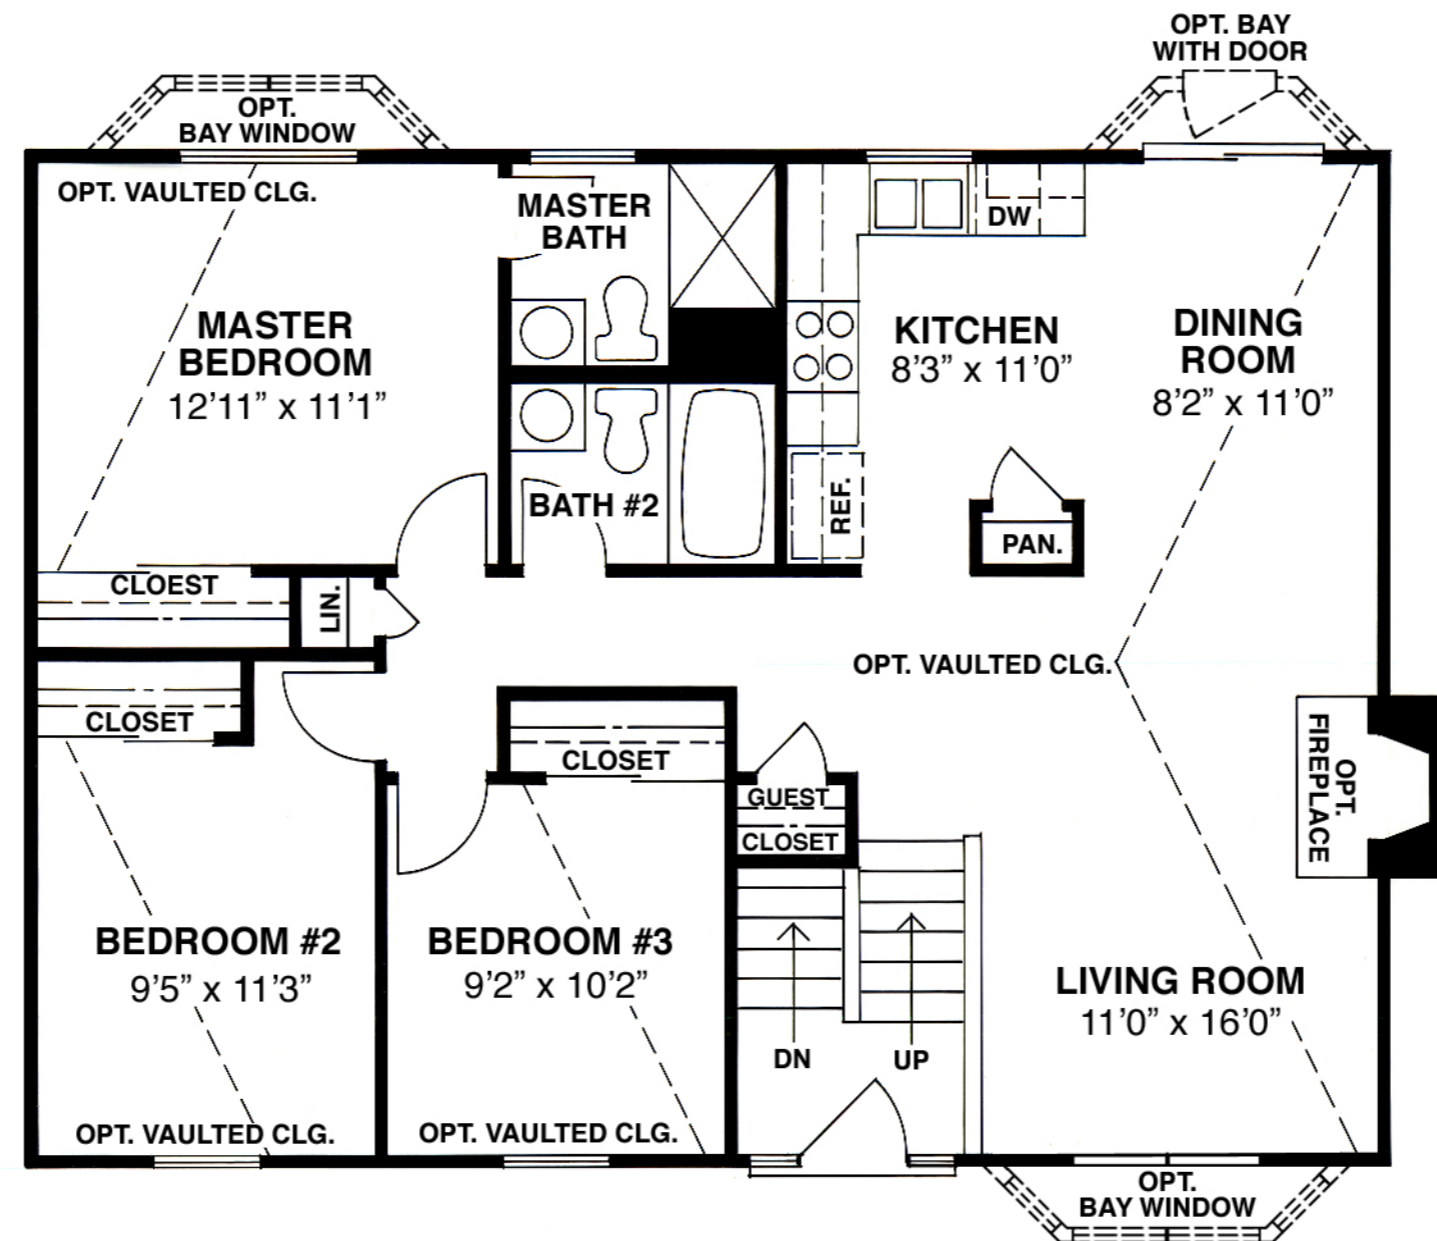 OPT. BAY
WITH DOOR
OPT.
BAY WINDOW
OPT. VAULTED CLG.
MASTER
BATH
DW
MASTER
BEDROOM
12’11” x 11’1”
KITCHEN
8’3” x 11’0”
DINING
ROOM
8’2” x 11’0”
BATH #2
REF.
PAN.
CLOEST
LIN.
OPT. VAULTED CLG.
CLOSET
CLOSET
GUEST
CLOSET
OPT.
FIREPLACE
BEDROOM #2
9’5” x 11’3”
BEDROOM #3
9’2” x 10’2”
LIVING ROOM
11’0” x 16’0”
DN
UP
OPT. VAULTED CLG.
OPT. VAULTED CLG.
OPT.
BAY WINDOW